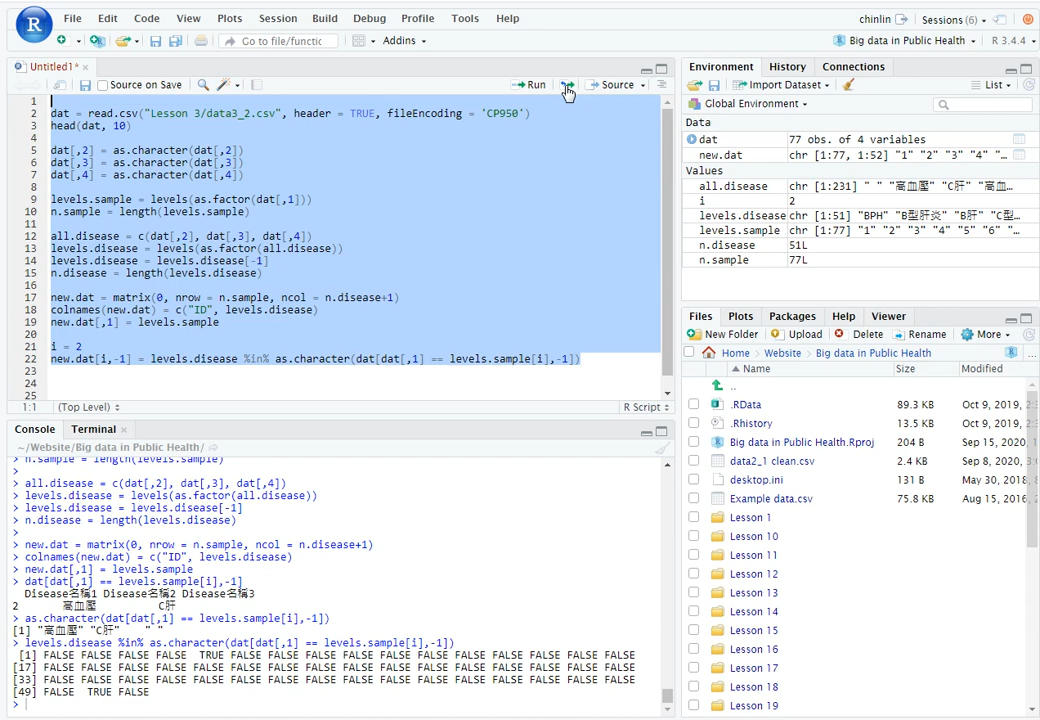 R File Edit Code View Plots Session Build Debug Profile Tools Help chinlin Sessions (6)
Go to file/functic Addins Big data in Public Health R 3.4.4
Untitled1* ×
Source on Save Run Source
1
2 dat = read.csv("Lesson 3/data3_2.csv", header = TRUE, fileEncoding = 'CP950')
3 head(dat, 10)
4
5 dat[,2] = as.character(dat[,2])
6 dat[,3] = as.character(dat[,3])
7 dat[,4] = as.character(dat[,4])
8
9 levels.sample = levels(as.factor(dat[,1]))
10 n.sample = length(levels.sample)
11
12 all.disease = c(dat[,2], dat[,3], dat[,4])
13 levels.disease = levels(as.factor(all.disease))
14 levels.disease = levels.disease[-1]
15 n.disease = length(levels.disease)
16
17 new.dat = matrix(0, nrow = n.sample, ncol = n.disease+1)
18 colnames(new.dat) = c("ID", levels.disease)
19 new.dat[,1] = levels.sample
20
21 i = 2
22 new.dat[i,-1] = levels.disease %in% as.character(dat[dat[,1] == levels.sample[i],-1])
23
24
25
1:1 (Top Level) R Script
Console Terminal ×
~/Website/Big data in Public Health/
> n.sample = length(levels.sample)
>
> all.disease = c(dat[,2], dat[,3], dat[,4])
> levels.disease = levels(as.factor(all.disease))
> levels.disease = levels.disease[-1]
> n.disease = length(levels.disease)
>
> new.dat = matrix(0, nrow = n.sample, ncol = n.disease+1)
> colnames(new.dat) = c("ID", levels.disease)
> new.dat[,1] = levels.sample
> dat[dat[,1] == levels.sample[i],-1]
Disease名稱1 Disease名稱2 Disease名稱3
2 高血壓 C肝
> as.character(dat[dat[,1] == levels.sample[i],-1])
[1] "高血壓" "C肝" " "
> levels.disease %in% as.character(dat[dat[,1] == levels.sample[i],-1])
[1] FALSE FALSE FALSE FALSE TRUE FALSE FALSE FALSE FALSE FALSE FALSE FALSE FALSE FALSE FALSE FALSE
[17] FALSE FALSE FALSE FALSE FALSE FALSE FALSE FALSE FALSE FALSE FALSE FALSE FALSE FALSE FALSE FALSE
[33] FALSE FALSE FALSE FALSE FALSE FALSE FALSE FALSE FALSE FALSE FALSE FALSE FALSE FALSE FALSE FALSE
[49] FALSE TRUE FALSE
>
Environment History Connections
Import Dataset List
Global Environment
Data
dat 77 obs. of 4 variables
new.dat chr [1:77, 1:52] "1" "2" "3" "4" "…
Values
all.disease chr [1:231] " " "高血壓" "C肝" "高血…
i 2
levels.disease chr [1:51] "BPH" "B型肝炎" "B肝" "C型…
levels.sample chr [1:77] "1" "2" "3" "4" "5" "6" "…
n.disease 51L
n.sample 77L
Files Plots Packages Help Viewer
New Folder Upload Delete Rename More
Home Website Big data in Public Health ...
Name Size Modified
..
.RData 89.3 KB Oct 9, 2019,
.Rhistory 13.5 KB Oct 9, 2019,
Big data in Public Health.Rproj 204 B Sep 15, 2020,
data2_1 clean.csv 2.4 KB Sep 8, 2020,
desktop.ini 131 B May 30, 2018,
Example data.csv 75.8 KB Aug 15, 2016,
Lesson 1
Lesson 10
Lesson 11
Lesson 12
Lesson 13
Lesson 14
Lesson 15
Lesson 16
Lesson 17
Lesson 18
Lesson 19